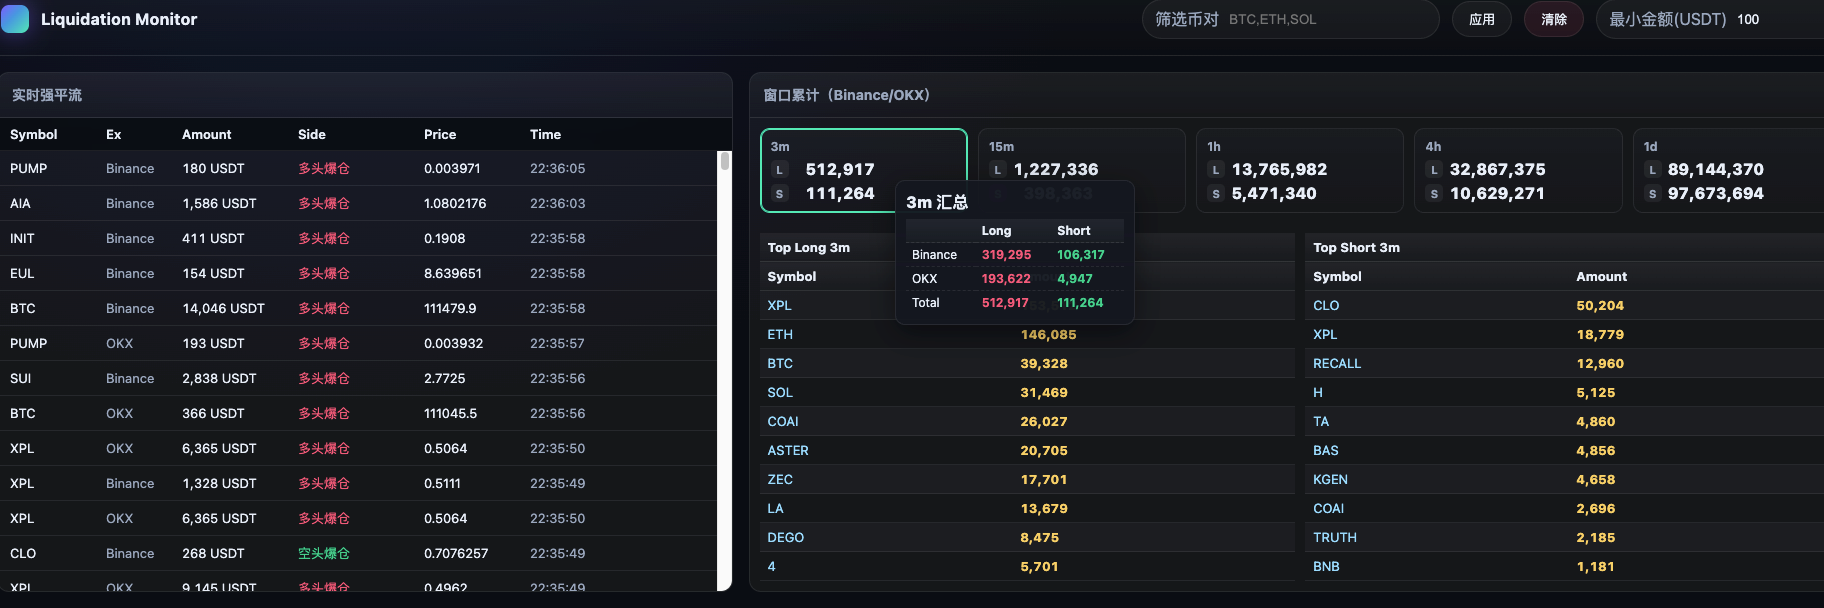 Liquidation Monitor
筛选币对 BTC,ETH,SOL
应用
清除
最小金额(USDT) 100
实时强平流
Symbol Ex Amount Side Price Time
PUMP Binance 180 USDT 多头爆仓 0.003971 22:36:05
AIA Binance 1,586 USDT 多头爆仓 1.0802176 22:36:03
INIT Binance 411 USDT 多头爆仓 0.1908 22:35:58
EUL Binance 154 USDT 多头爆仓 8.639651 22:35:58
BTC Binance 14,046 USDT 多头爆仓 111479.9 22:35:58
PUMP OKX 193 USDT 多头爆仓 0.003932 22:35:57
SUI Binance 2,838 USDT 多头爆仓 2.7725 22:35:56
BTC OKX 366 USDT 多头爆仓 111045.5 22:35:56
XPL OKX 6,365 USDT 多头爆仓 0.5064 22:35:50
XPL Binance 1,328 USDT 多头爆仓 0.5111 22:35:49
XPL OKX 6,365 USDT 多头爆仓 0.5064 22:35:50
CLO Binance 268 USDT 空头爆仓 0.7076257 22:35:49
XPL OKX 9,145 USDT 多头爆仓 0.4962 22:35:49
窗口累计（Binance/OKX）
3m
L 512,917
S 111,264
15m
L 1,227,336
S 398,363
1h
L 13,765,982
S 5,471,340
4h
L 32,867,375
S 10,629,271
1d
L 89,144,370
S 97,673,694
3m 汇总
Long Short
Binance 319,295 106,317
OKX 193,622 4,947
Total 512,917 111,264
Top Long 3m
Symbol
XPL
ETH 146,085
BTC 39,328
SOL 31,469
COAI 26,027
ASTER 20,705
ZEC 17,701
LA 13,679
DEGO 8,475
4 5,701
Top Short 3m
Symbol Amount
CLO 50,204
XPL 18,779
RECALL 12,960
H 5,125
TA 4,860
BAS 4,856
KGEN 4,658
COAI 2,696
TRUTH 2,185
BNB 1,181